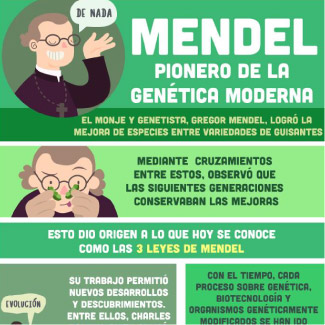 DE NADA
MENDEL
PIONERO DE LA
GENÉTICA MODERNA
EL MONJE Y GENETISTA, GREGOR MENDEL, LOGRÓ LA
MEJORA DE ESPECIES ENTRE VARIEDADES DE GUISANTES
MEDIANTE CRUZAMIENTOS
ENTRE ESTOS, OBSERVÓ QUE
LAS SIGUIENTES GENERACIONES
CONSERVABAN LAS MEJORAS
ESTO DIO ORIGEN A LO QUE HOY SE CONOCE
COMO LAS 3 LEYES DE MENDEL
SU TRABAJO PERMITIÓ
NUEVOS DESARROLLOS
Y DESCUBRIMIENTOS.
ENTRE ELLOS, CHARLES
EVOLUCIÓN
CON EL TIEMPO, CADA
PROCESO SOBRE GENÉTICA,
BIOTECNOLOGÍA Y
ORGANISMOS GENÉTICAMENTE
MODIFICADOS SE HAN IDO